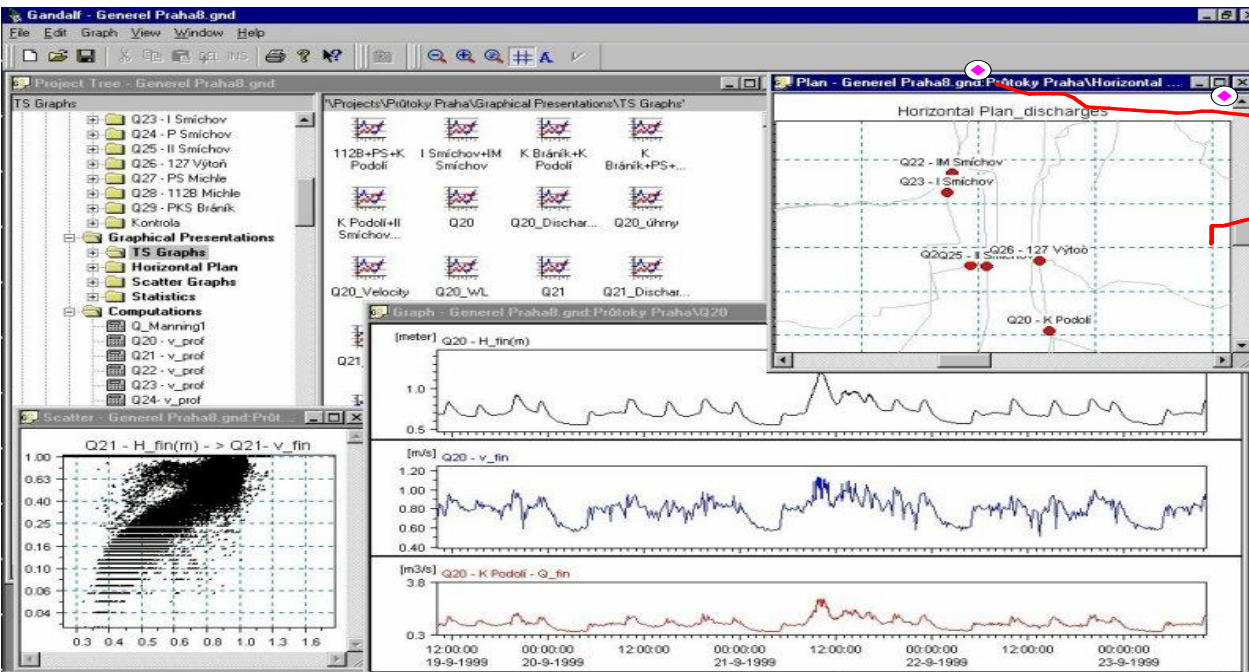 Gandalf - Generel Praha8.gnd
File Edit Graph View Window Help
Project Tree - Generel Praha8.gnd
TS Graphs
Q23 - I Smíchov
Q24 - P Smíchov
Q25 - II Smíchov
Q26 - 127 Výtoň
Q27 - PS Michle
Q28 - 112B Michle
Q29 - PKS Bráník
Kontrola
Graphical Presentations
TS Graphs
Horizontal Plan
Scatter Graphs
Statistics
Computations
Q_Manning1
Q20 - v_prof
Q21 - v_prof
Q22 - v_prof
Q23 - v_prof
Q24- v_prof
"\Projects\Průtoky Praha\Graphical Presentations\TS Graphs"
112B+PS+K Podolí
I Smíchov+IM Smíchov
K Bráník+K Podolí
K Bráník+PS+...
K Podolí+II Smíchov...
Q20
Q20_Dischar...
Q20_úhrny
Q20_Velocity
Q20_WL
Q21
Q21_Dischar...
Q21
Plan - Generel Praha8.gnd:Průtoky Praha\Horizontal ...
Horizontal Plan_discharges
Q22 - IM Smíchov
Q23 - I Smíchov
Q26 - 127 Výtoň
Q25 -
Q20 - K Podolí
Scatter - Generel Praha8.gnd:Průt...
Q21 - H_fin(m) - > Q21- v_fin
1.00
0.63
0.40
0.25
0.16
0.10
0.06
0.04
0.3 0.4 0.5 0.6 0.8 1.0 1.3 1.6
Graph - Generel Praha8.gnd:Průtoky Praha\Q20
[meter] Q20 - H_fin(m)
1.0
0.5
[m/s] Q20 - v_fin
1.20
1.00
0.80
0.60
0.40
[m3/s] Q20 - K Podolí - Q_fin
3.8
0.3
12:00:00 00:00:00 12:00:00 00:00:00 12:00:00 00:00:00 12:00:00 00:00:00
19-9-1999 20-9-1999 21-9-1999 22-9-1999 23-9-1999